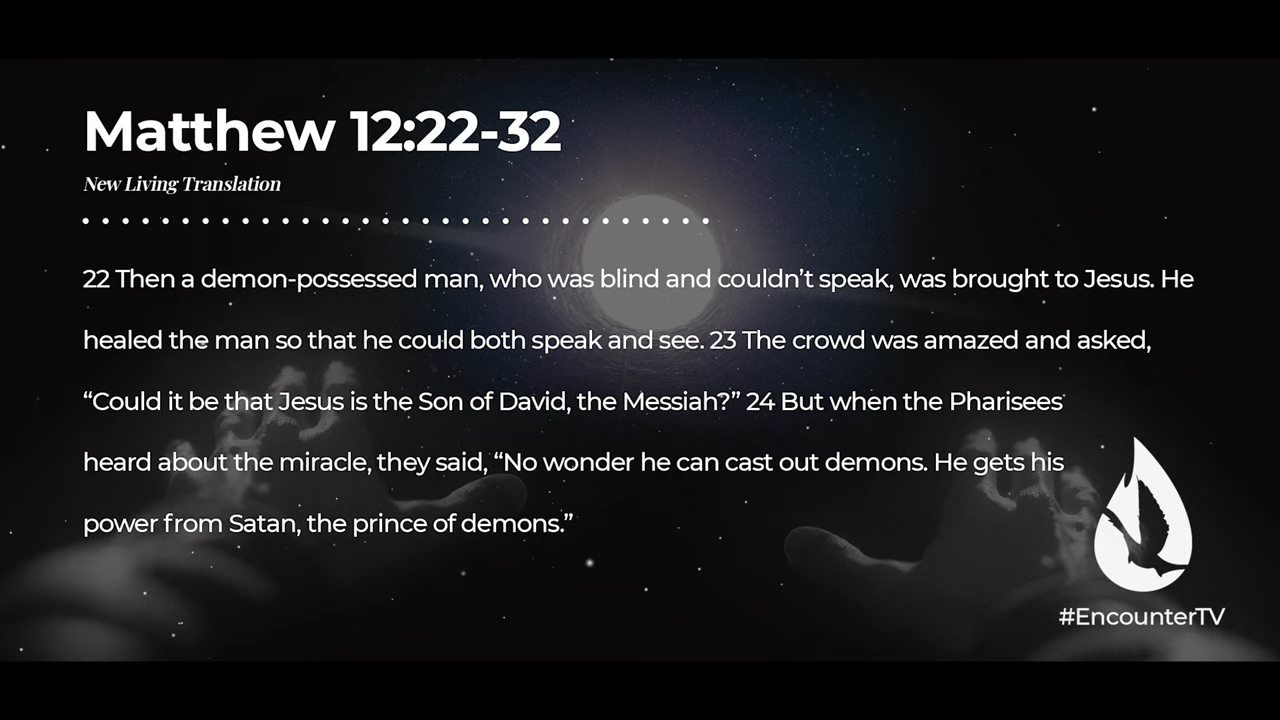 Matthew 12:22-32
New Living Translation
22 Then a demon-possessed man, who was blind and couldn’t speak, was brought to Jesus. He
healed the man so that he could both speak and see. 23 The crowd was amazed and asked,
“Could it be that Jesus is the Son of David, the Messiah?” 24 But when the Pharisees
heard about the miracle, they said, “No wonder he can cast out demons. He gets his
power from Satan, the prince of demons.”
#EncounterTV